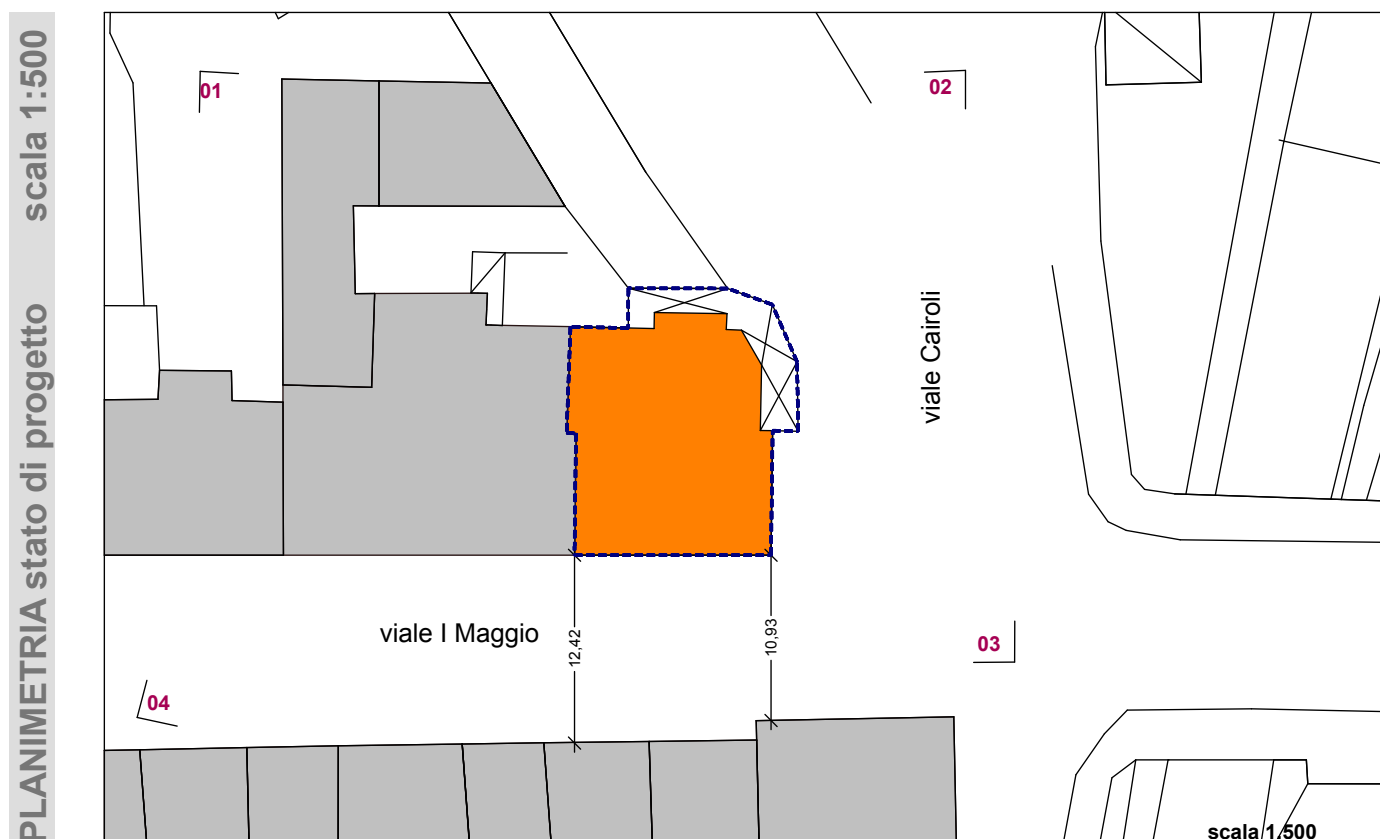 PLANIMETRIA stato di progetto scala 1:500
01
02
viale Cairoli
viale I Maggio
12,42
10,93
03
04
scala 1:500